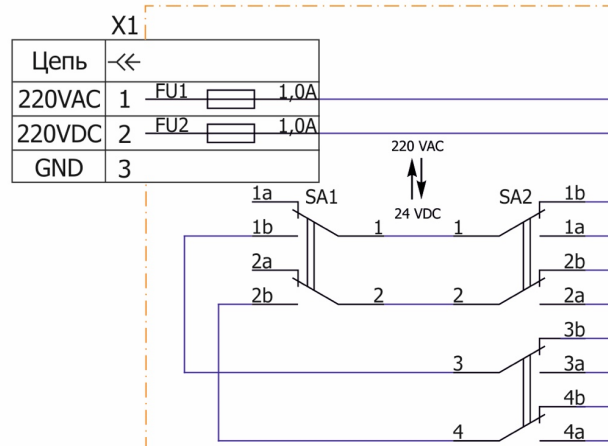 X1
Цепь
220VAC 1 FU1 1,0A
220VDC 2 FU2 1,0A
GND 3
220 VAC
24 VDC
1a SA1 SA2 1b
1b 1 1 1a
2a 2b
2b 2 2 2a
3b
3 3a
4b
4 4a